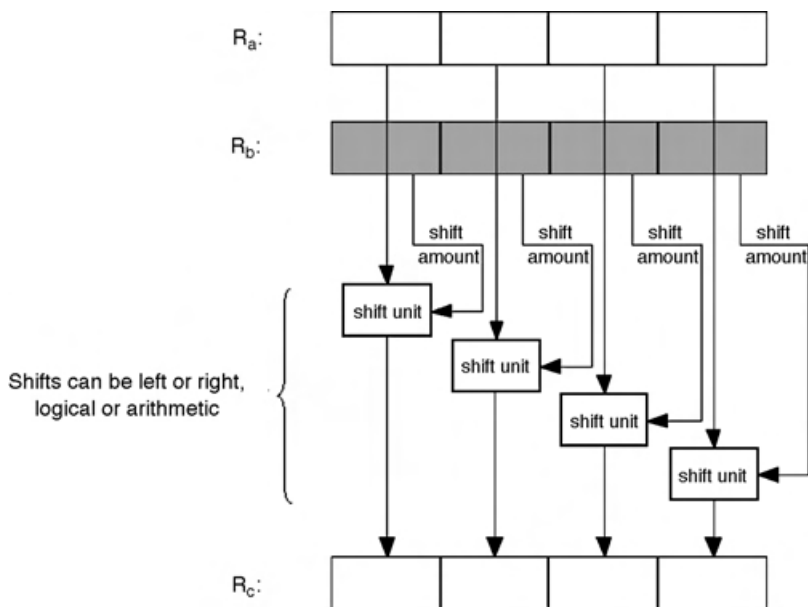 Ra:
Rb:
shift
amount
shift
amount
shift
amount
shift
amount
shift unit
shift unit
shift unit
shift unit
Shifts can be left or right,
logical or arithmetic
Rc: